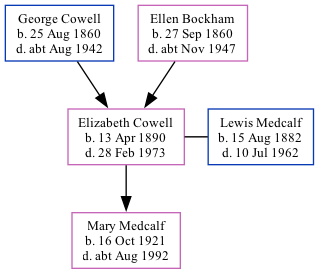 George Cowell
b. 25 Aug 1860
d. abt Aug 1942
Ellen Bockham
b. 27 Sep 1860
d. abt Nov 1947
Elizabeth Cowell
b. 13 Apr 1890
d. 28 Feb 1973
Lewis Medcalf
b. 15 Aug 1882
d. 10 Jul 1962
Mary Medcalf
b. 16 Oct 1921
d. abt Aug 1992